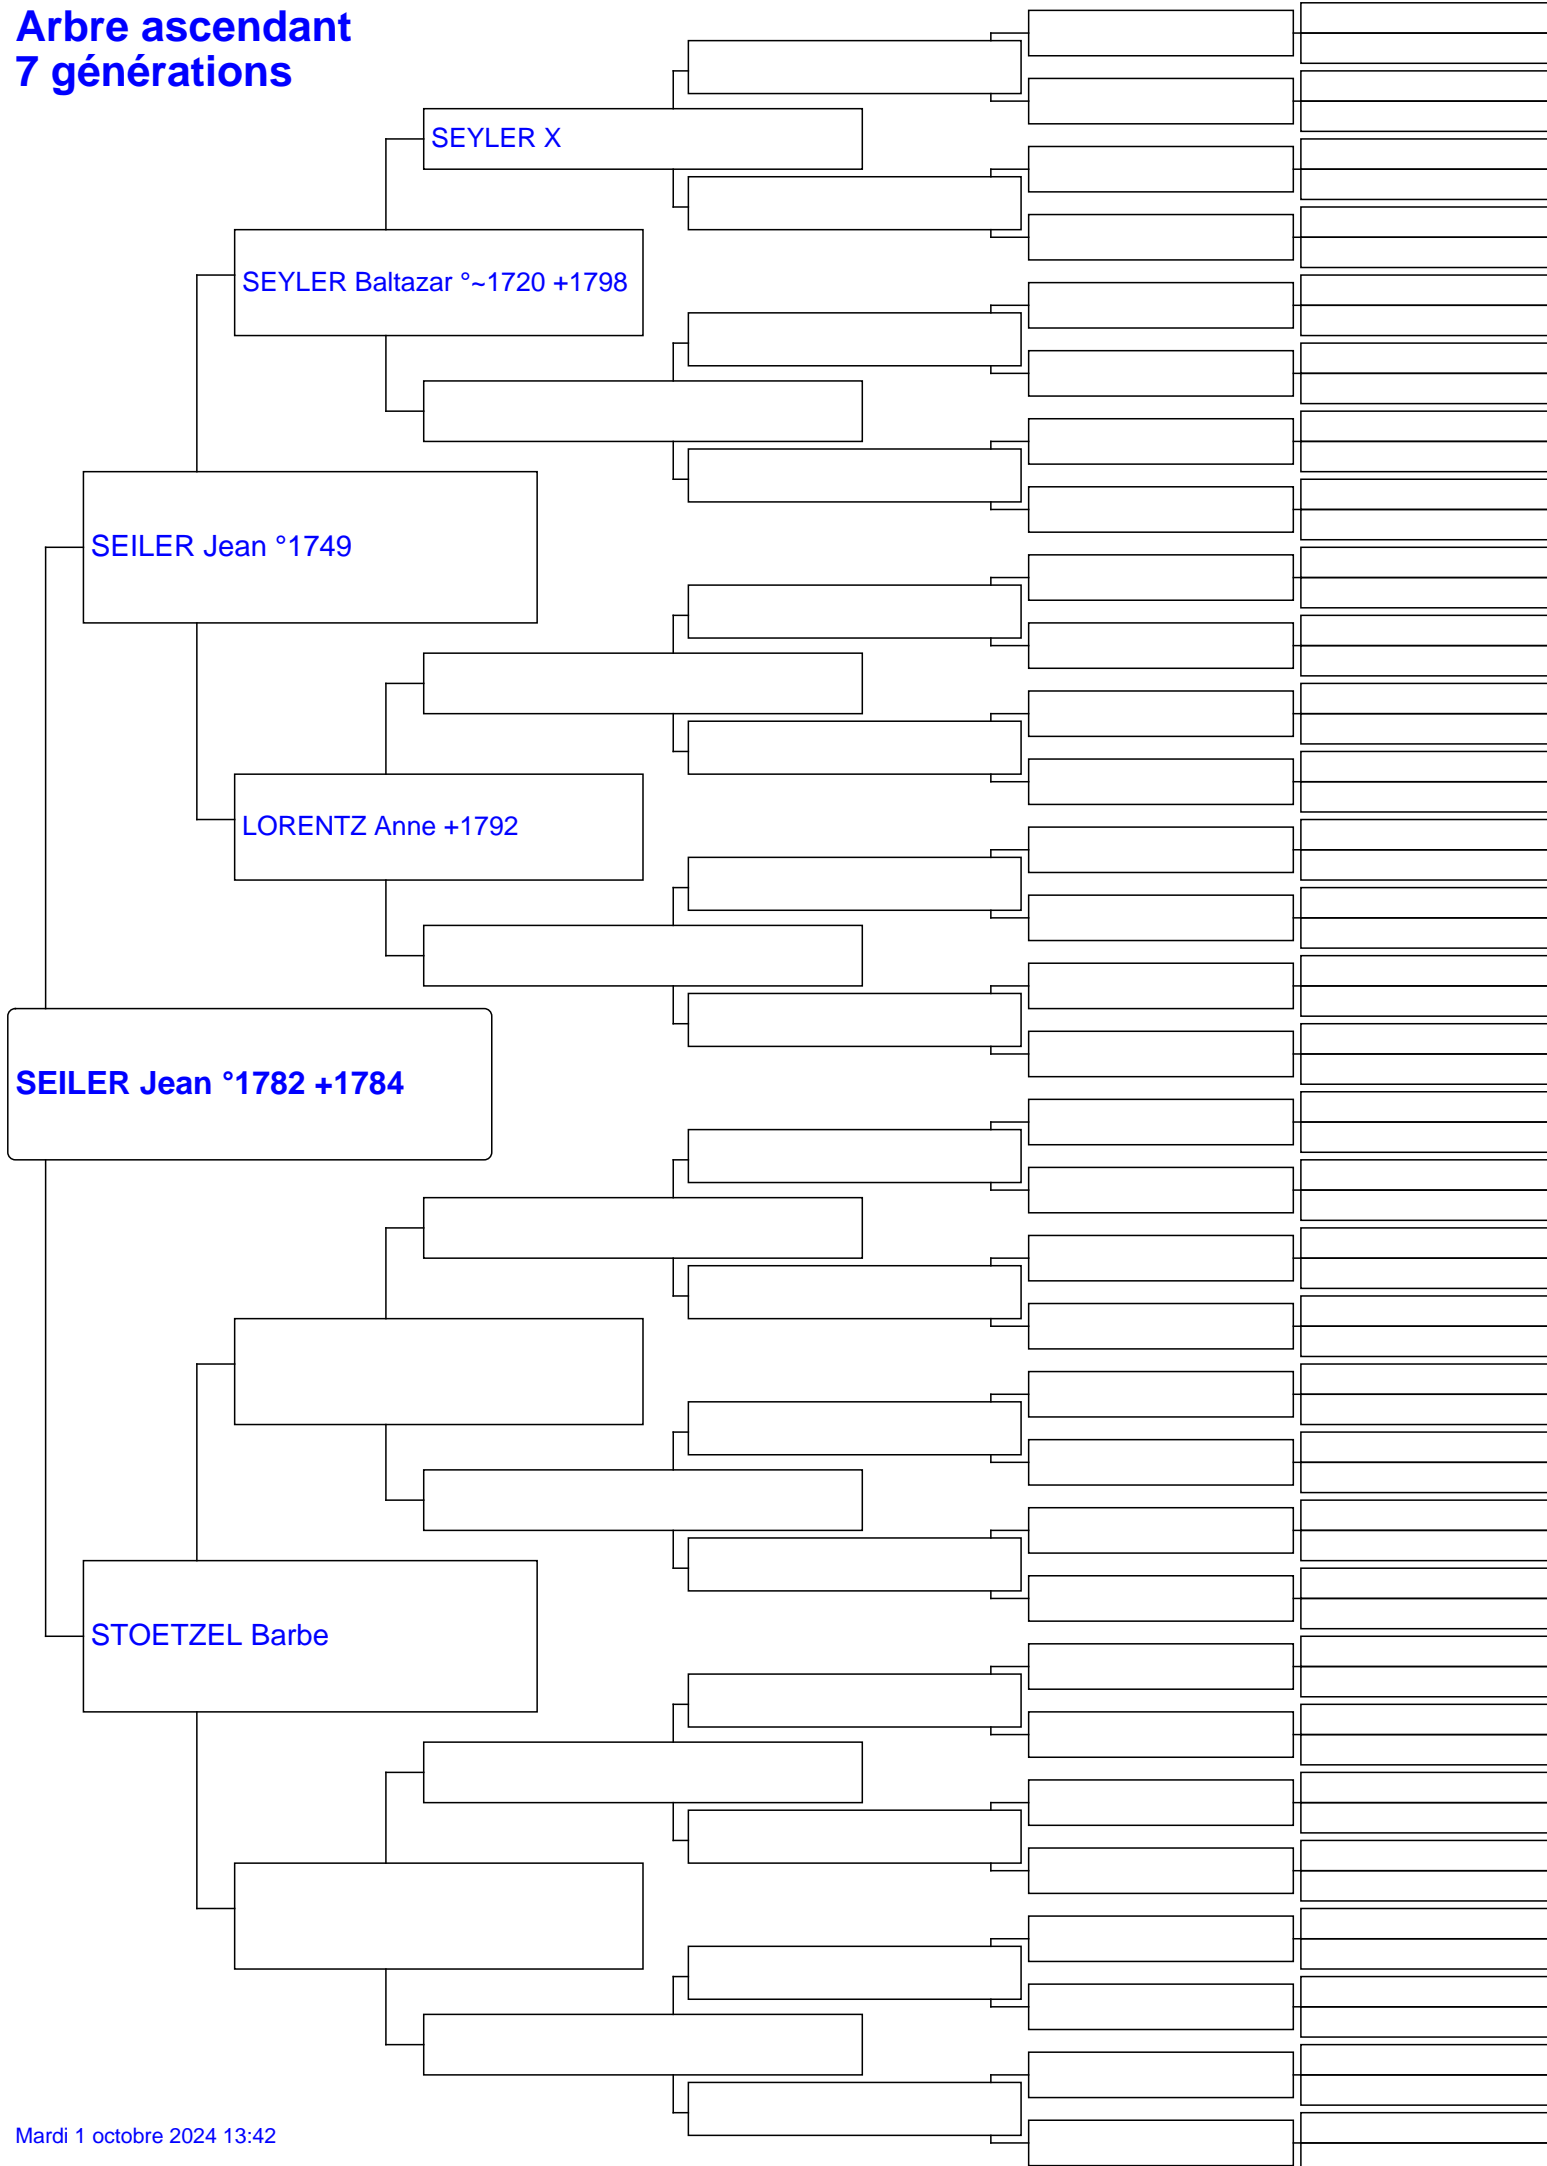 Arbre ascendant
7 générations
SEYLER X
SEYLER Baltazar °~1720 +1798
SEILER Jean °1749
LORENTZ Anne +1792
SEILER Jean °1782 +1784
STOETZEL Barbe
Mardi 1 octobre 2024 13:42